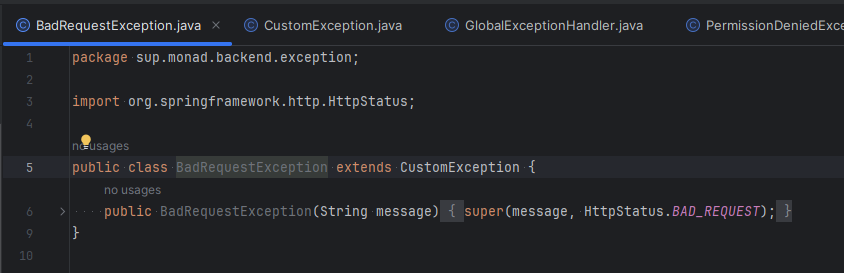 BadRequestException.java × CustomException.java GlobalExceptionHandler.java PermissionDeniedExce
1 package sup.monad.backend.exception;
2
3 import org.springframework.http.HttpStatus;
4
no usages
5 public class BadRequestException extends CustomException {
no usages
6 public BadRequestException(String message) { super(message, HttpStatus.BAD_REQUEST); }
9 }
10